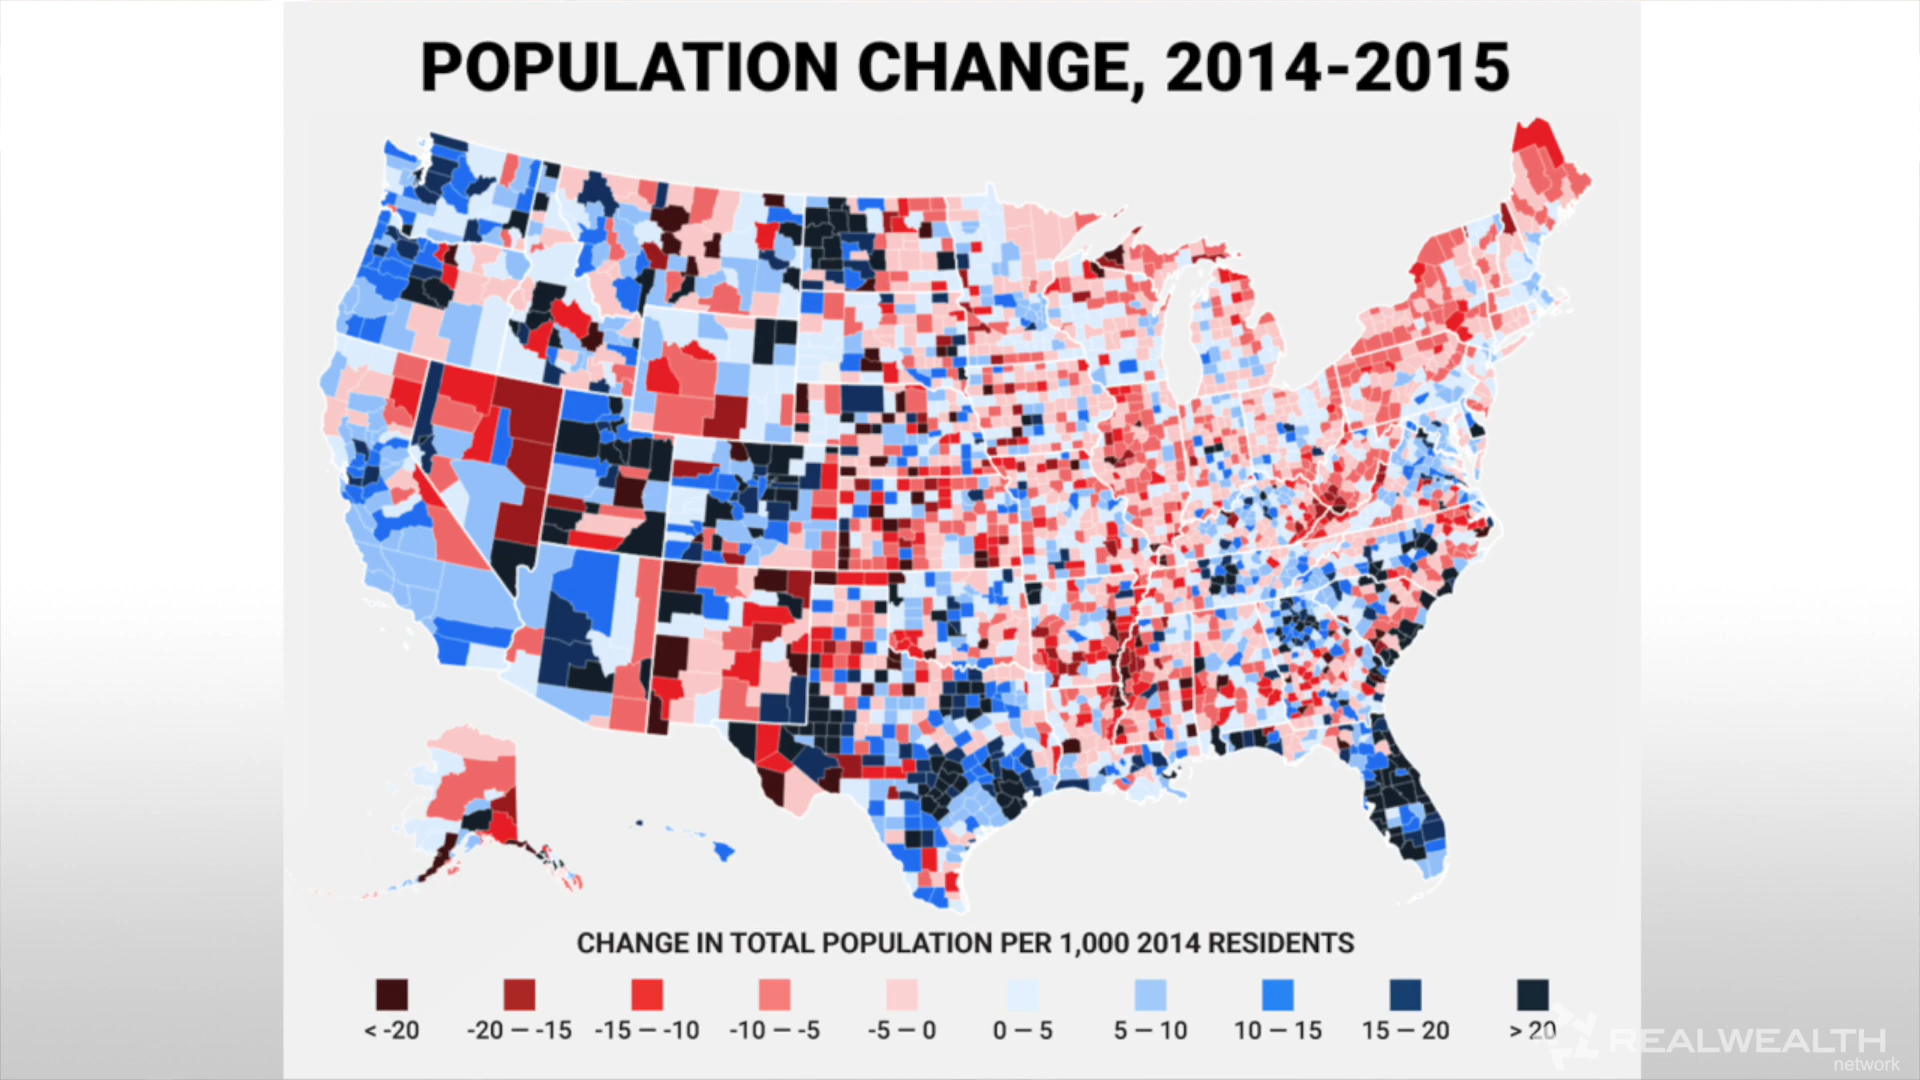 POPULATION CHANGE, 2014-2015
CHANGE IN TOTAL POPULATION PER 1,000 2014 RESIDENTS
< -20 -20 — -15 -15 — -10 -10 — -5 -5 — 0 0 — 5 5 — 10 10 — 15 15 — 20 > 20
REALWEALTH
network